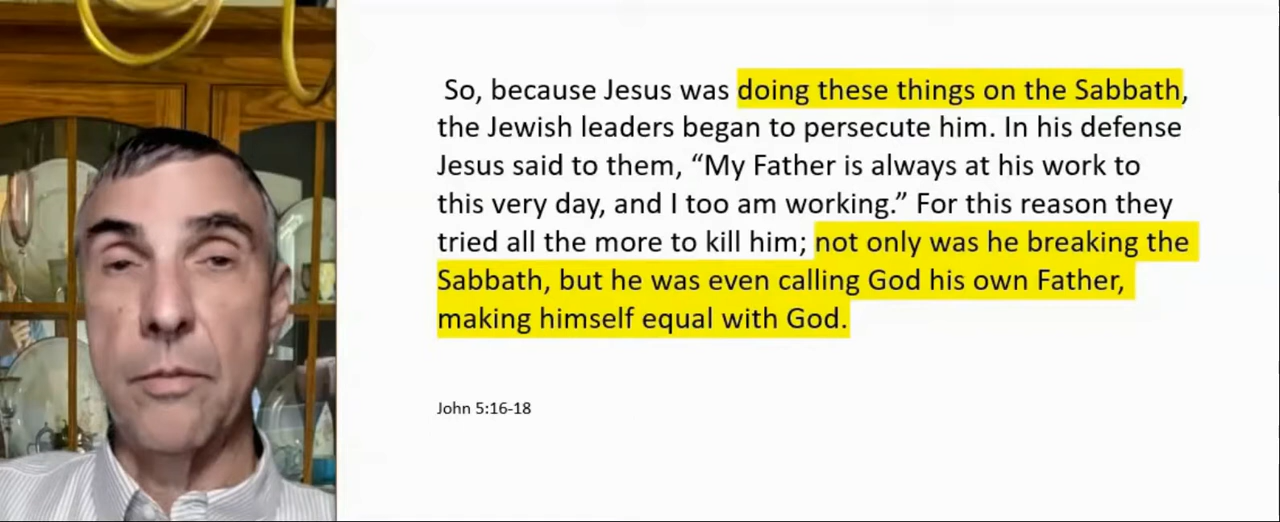 So, because Jesus was doing these things on the Sabbath,
the Jewish leaders began to persecute him. In his defense
Jesus said to them, “My Father is always at his work to
this very day, and I too am working.” For this reason they
tried all the more to kill him; not only was he breaking the
Sabbath, but he was even calling God his own Father,
making himself equal with God.
John 5:16-18